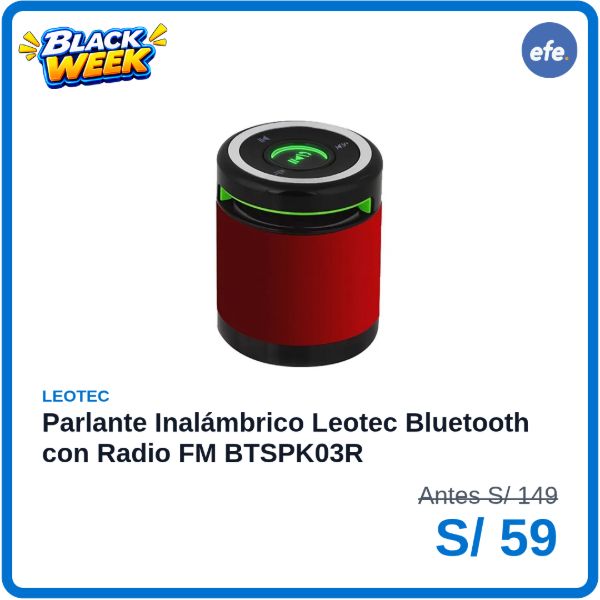 BLACK
WEEK
efe.
LEOTEC
Parlante Inalámbrico Leotec Bluetooth
con Radio FM BTSPK03R
Antes S/ 149
S/ 59